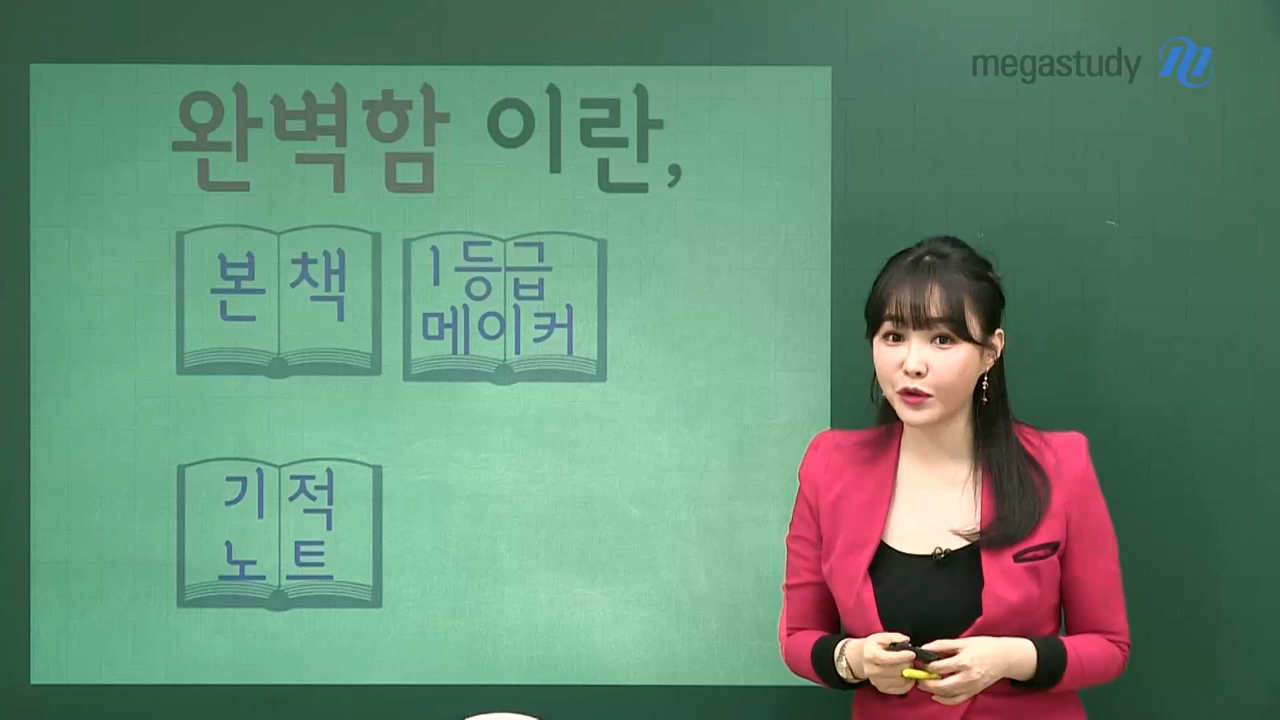 megastudy
완벽함 이란,
본 책
1등급
메이커
기적
노트